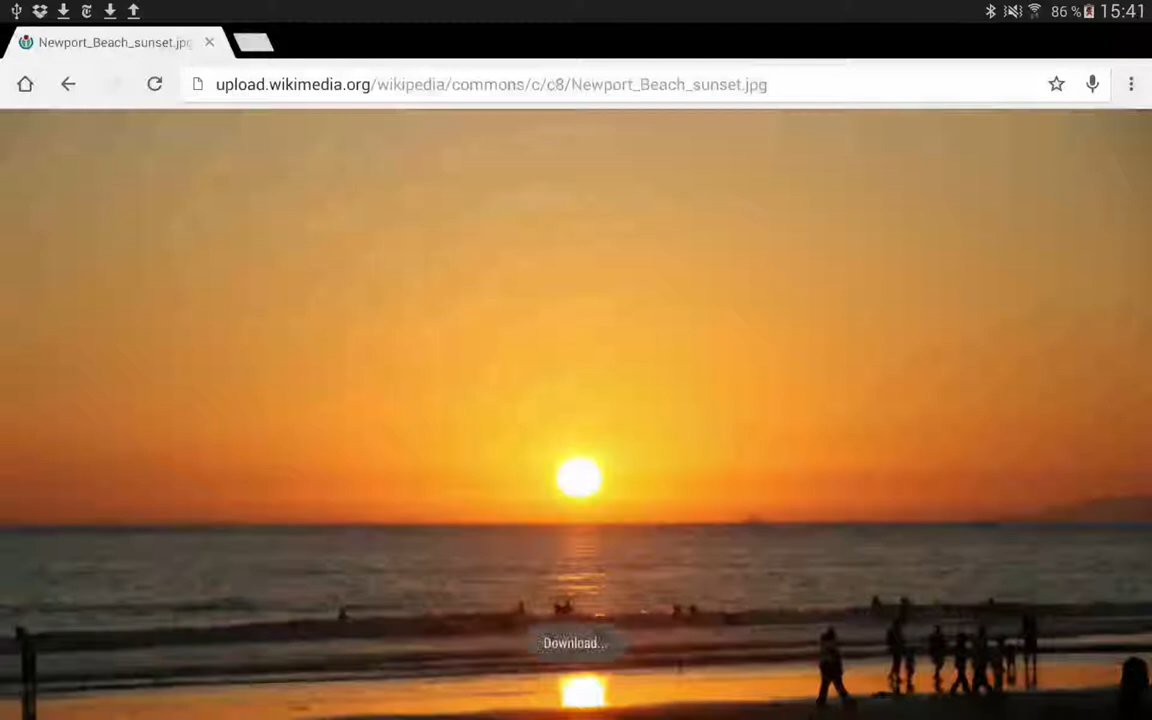 86 % 15:41
Newport_Beach_sunset.jpg
upload.wikimedia.org/wikipedia/commons/c/c8/Newport_Beach_sunset.jpg
Download...